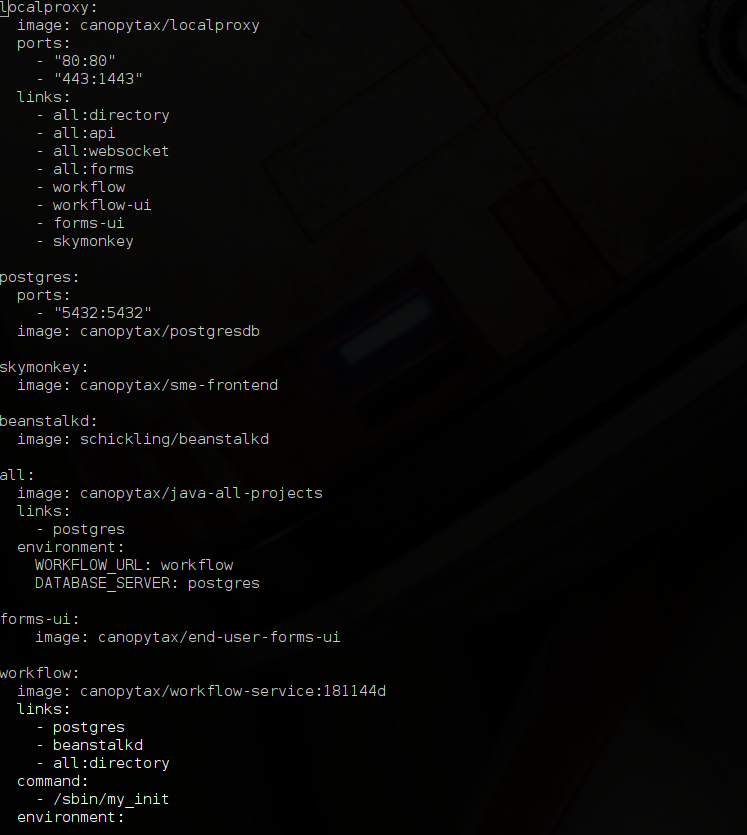 localproxy:
  image: canopytax/localproxy
  ports:
    - "80:80"
    - "443:1443"
  links:
    - all:directory
    - all:api
    - all:websocket
    - all:forms
    - workflow
    - workflow-ui
    - forms-ui
    - skymonkey

postgres:
  ports:
    - "5432:5432"
  image: canopytax/postgresdb

skymonkey:
  image: canopytax/sme-frontend

beanstalkd:
  image: schickling/beanstalkd

all:
  image: canopytax/java-all-projects
  links:
    - postgres
  environment:
    WORKFLOW_URL: workflow
    DATABASE_SERVER: postgres

forms-ui:
    image: canopytax/end-user-forms-ui

workflow:
  image: canopytax/workflow-service:181144d
  links:
    - postgres
    - beanstalkd
    - all:directory
  command:
    - /sbin/my_init
  environment: